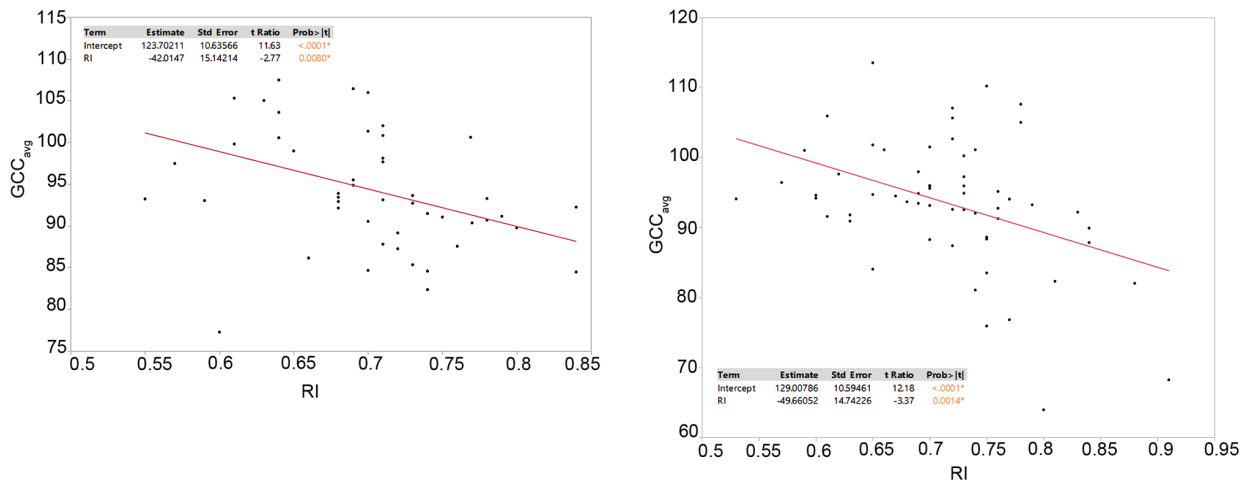 115
110
105
100
95
90
85
80
75
GCCavg
Term Estimate Std Error t Ratio Prob>|t|
Intercept 123.70211 10.63566 11.63 <.0001*
RI -42.0147 15.14214 -2.77 0.0080*
0.5 0.55 0.6 0.65 0.7 0.75 0.8 0.85
RI
120
110
100
90
80
70
60
GCCavg
Term Estimate Std Error t Ratio Prob>|t|
Intercept 129.00786 10.59461 12.18 <.0001*
RI -49.66052 14.74226 -3.37 0.0014*
0.5 0.55 0.6 0.65 0.7 0.75 0.8 0.85 0.9 0.95
RI